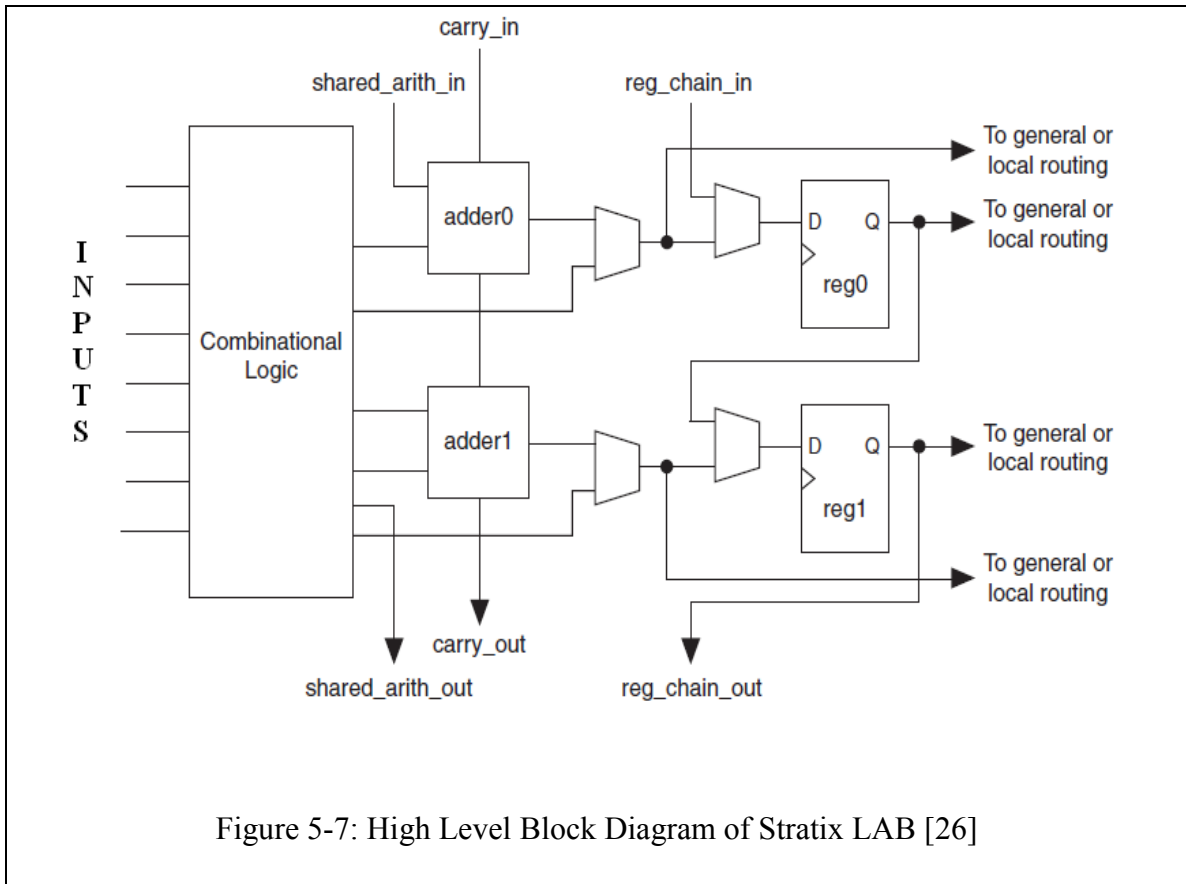 carry_in
shared_arith_in
reg_chain_in
To general or
local routing
adder0
D Q
reg0
To general or
local routing
INPUTS
Combinational
Logic
adder1
D Q
reg1
To general or
local routing
To general or
local routing
carry_out
shared_arith_out
reg_chain_out
Figure 5-7: High Level Block Diagram of Stratix LAB [26]